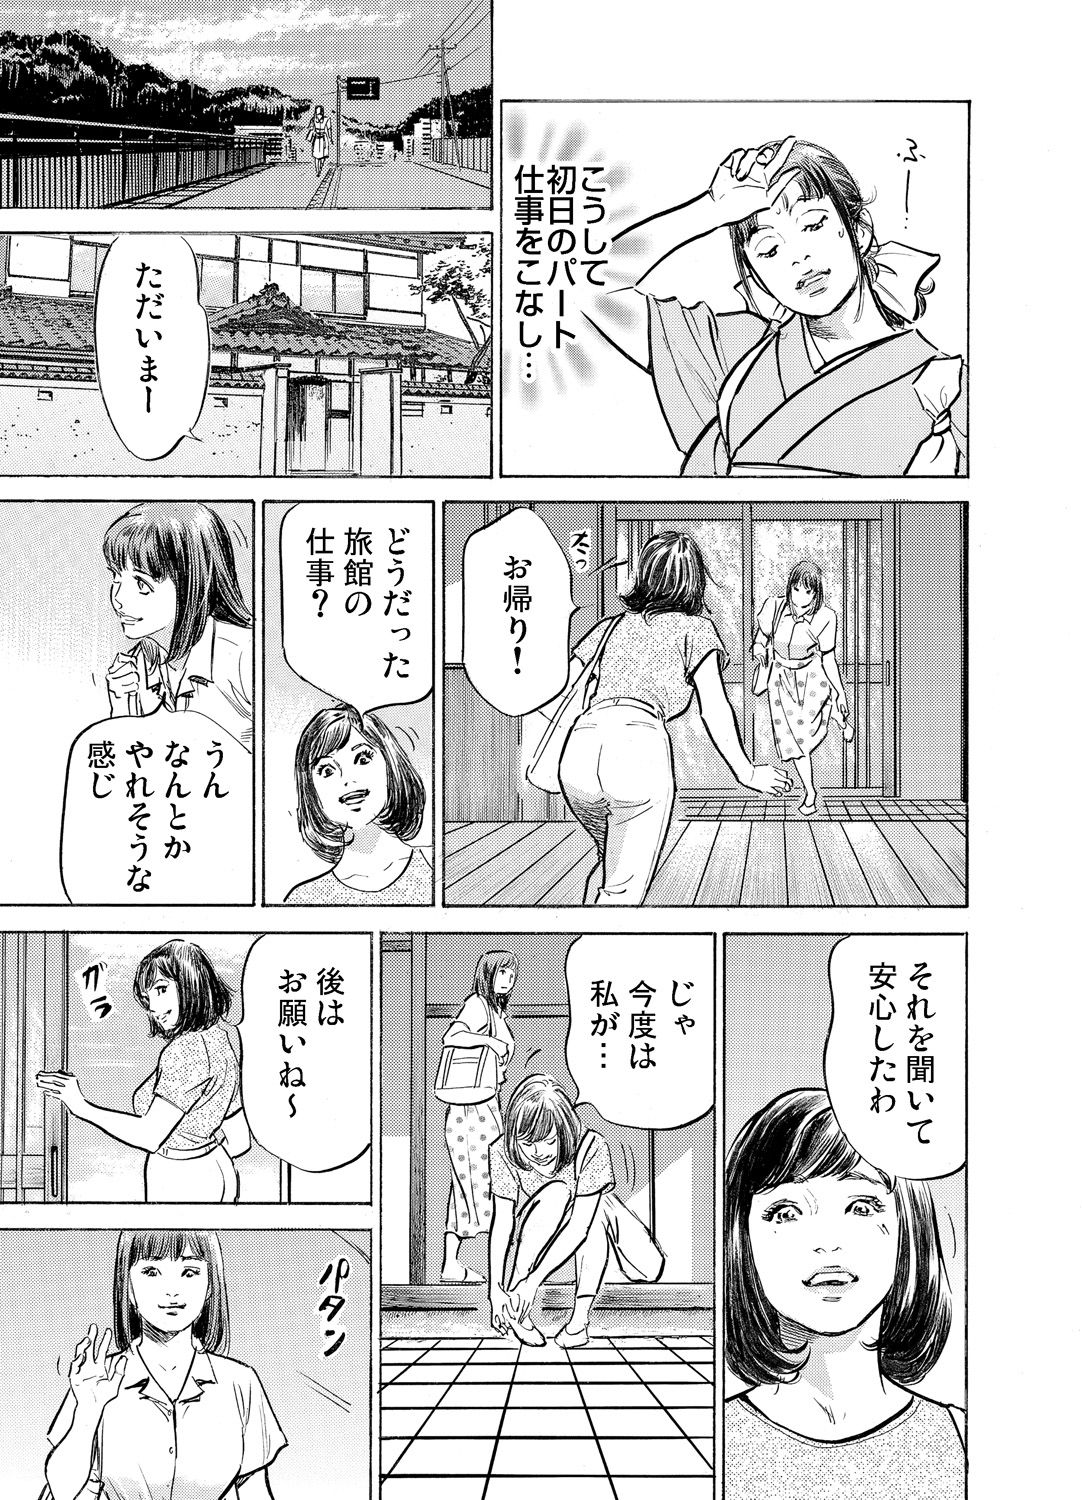 ふーー
こうして
初日のパート
仕事をこなし…
ただいまー
お帰り!
たっ
どうだった
旅館の
仕事?
うん
なんとか
やれそうな
感じ
それを聞いて
安心したわ
じゃ
今度は
私が…
後は
お願いね〜
ガラ
パタン